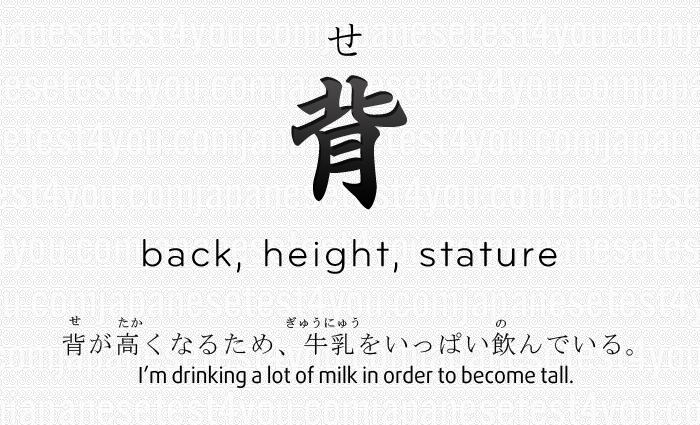 せ
背
back, height, stature
せ たか ぎゅうにゅう の
背が高くなるため、牛乳をいっぱい飲んでいる。
I'm drinking a lot of milk in order to become tall.